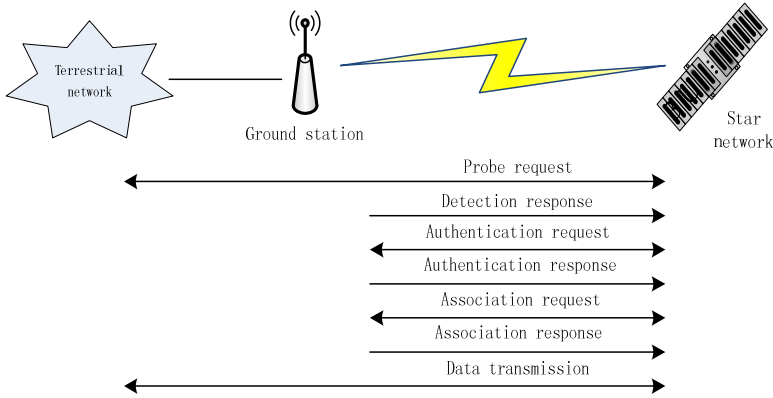 Terrestrial
network
Ground station
Star
network
Probe request
Detection response
Authentication request
Authentication response
Association request
Association response
Data transmission